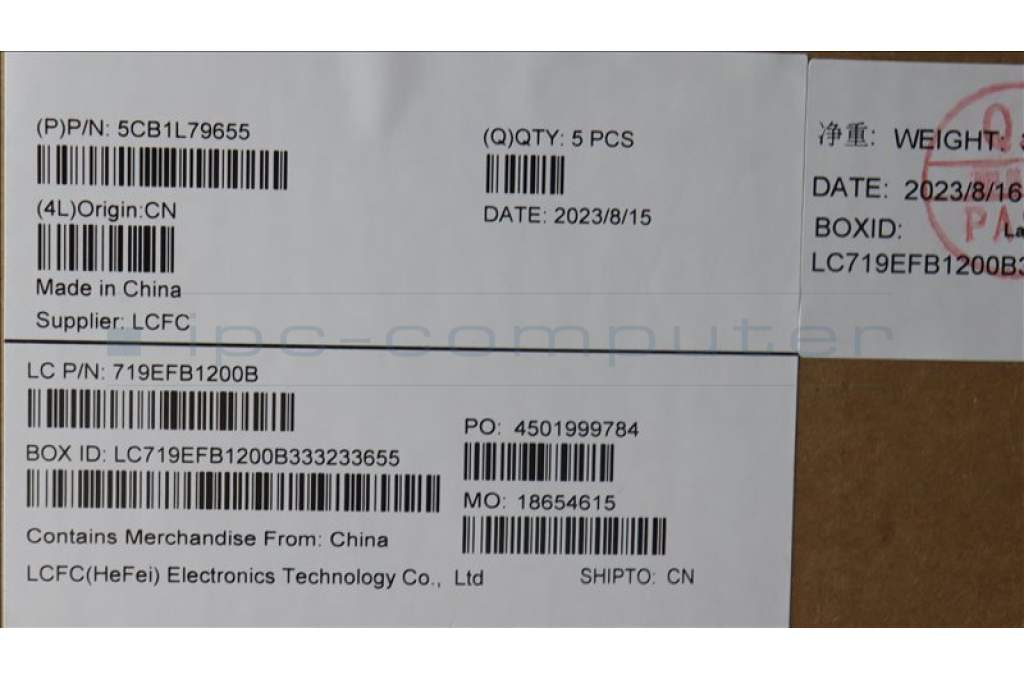 (P)P/N: 5CB1L79655
(Q)QTY: 5 PCS
(4L)Origin:CN
DATE: 2023/8/15
Made in China
Supplier: LCFC
净重: WEIGHT:
DATE: 2023/8/16
BOXID: La
LC719EFB1200B3
ipc-computer
LC P/N: 719EFB1200B
PO: 4501999784
BOX ID: LC719EFB1200B333233655
MO: 18654615
Contains Merchandise From: China
LCFC(HeFei) Electronics Technology Co., Ltd
SHIPTO: CN